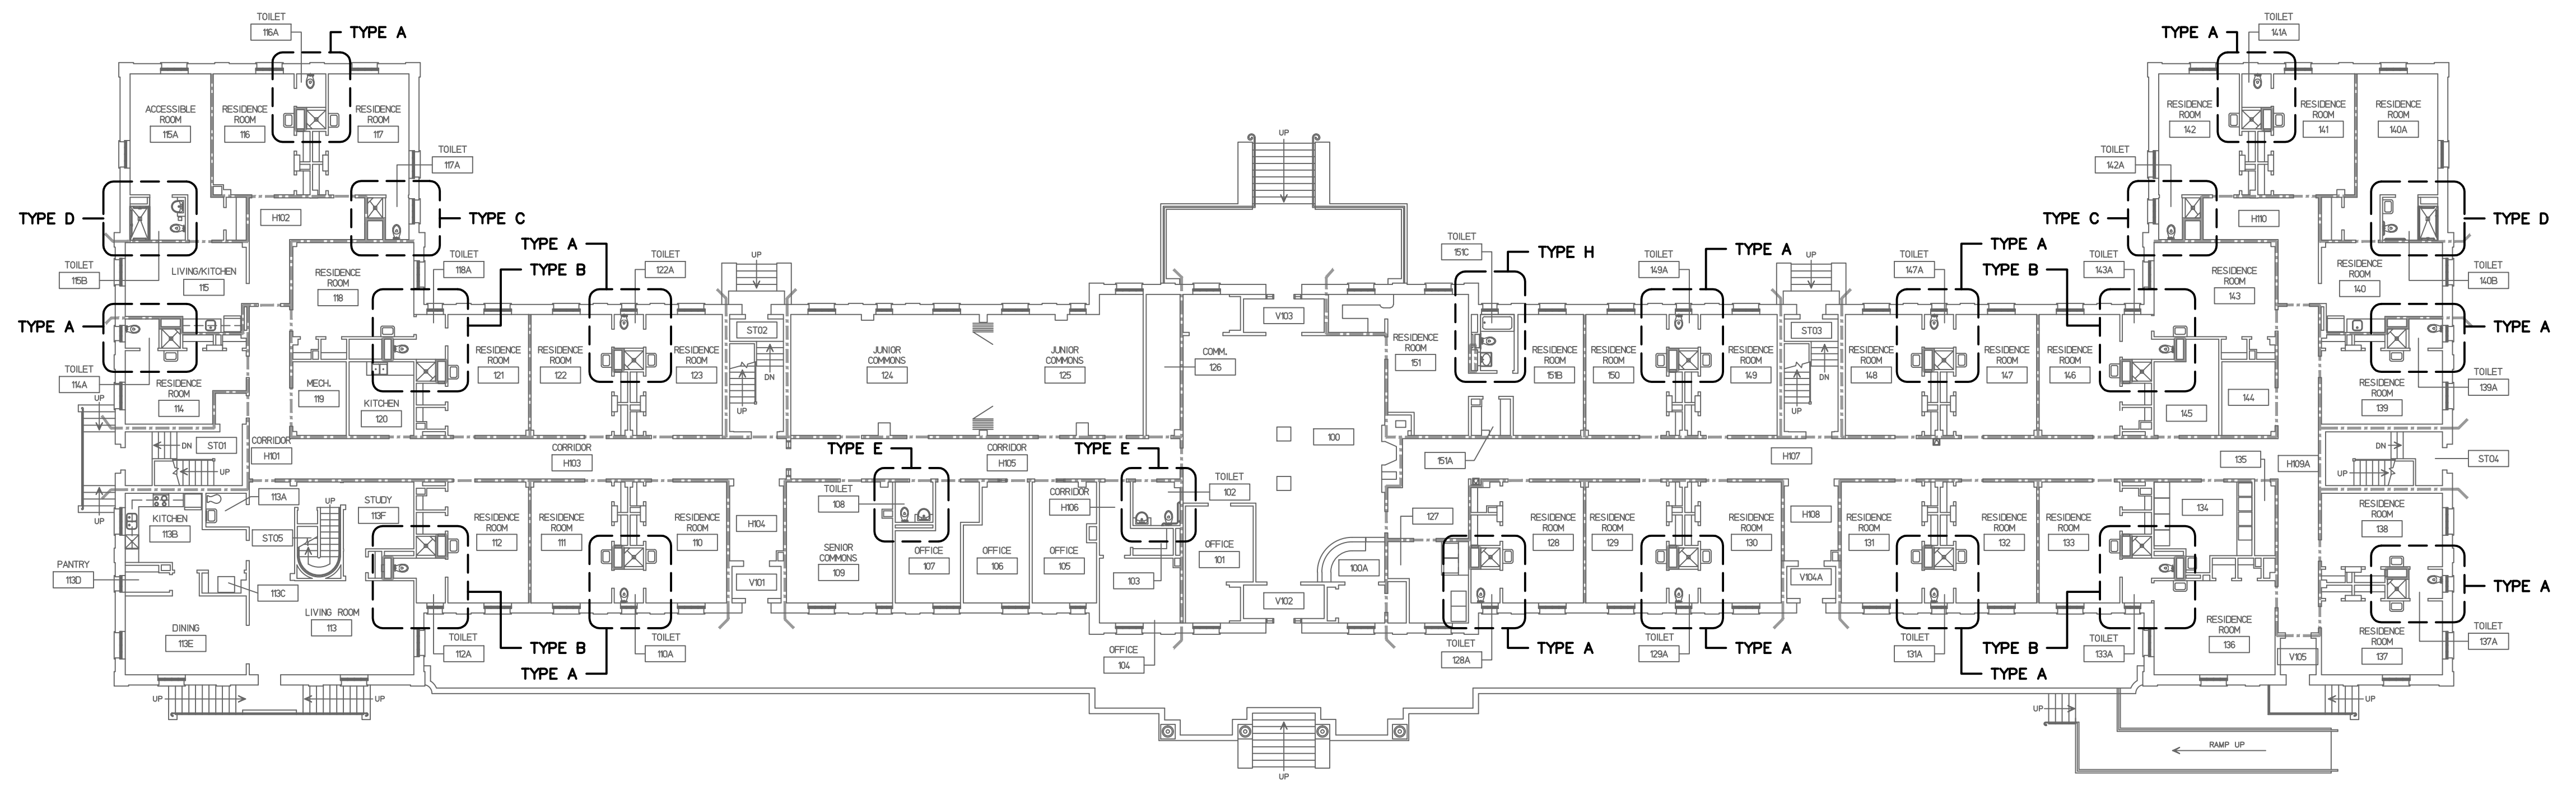 TOILET
116A
TYPE A
TYPE A
TOILET
141A
ACCESSIBLE
ROOM
115A
RESIDENCE
ROOM
116
RESIDENCE
ROOM
117
RESIDENCE
ROOM
142
RESIDENCE
ROOM
141
RESIDENCE
ROOM
140A
UP
TOILET
117A
TOILET
142A
TYPE D
H102
TYPE C
TYPE C
H110
TYPE D
TOILET
115B
LIVING/KITCHEN
115
RESIDENCE
ROOM
118
TOILET
118A
TYPE A
TYPE B
TOILET
122A
UP
TOILET
151C
TYPE H
TOILET
149A
TYPE A
UP
TOILET
147A
TYPE A
TYPE B
TOILET
143A
RESIDENCE
ROOM
143
RESIDENCE
ROOM
140
TOILET
140B
TYPE A
TOILET
114A
RESIDENCE
ROOM
114
MECH.
119
KITCHEN
120
RESIDENCE
ROOM
121
RESIDENCE
ROOM
122
RESIDENCE
ROOM
123
ST02
DN
UP
JUNIOR
COMMONS
124
JUNIOR
COMMONS
125
COMM.
126
V103
RESIDENCE
ROOM
151
RESIDENCE
ROOM
151B
RESIDENCE
ROOM
150
RESIDENCE
ROOM
149
ST03
DN
UP
RESIDENCE
ROOM
148
RESIDENCE
ROOM
147
RESIDENCE
ROOM
146
145
144
TYPE A
RESIDENCE
ROOM
139
TOILET
139A
UP
DN
ST01
UP
UP
CORRIDOR
H101
CORRIDOR
H103
TYPE E
CORRIDOR
H105
TYPE E
100
151A
H107
135
H109A
DN
UP
ST04
KITCHEN
113B
113A
ST05
UP
STUDY
113F
RESIDENCE
ROOM
112
RESIDENCE
ROOM
111
RESIDENCE
ROOM
110
H104
V101
TOILET
108
SENIOR
COMMONS
109
OFFICE
107
OFFICE
106
OFFICE
105
CORRIDOR
H106
TOILET
102
103
OFFICE
101
V102
100A
127
RESIDENCE
ROOM
128
RESIDENCE
ROOM
129
RESIDENCE
ROOM
130
H108
V104A
RESIDENCE
ROOM
131
RESIDENCE
ROOM
132
RESIDENCE
ROOM
133
134
RESIDENCE
ROOM
136
V105
138
RESIDENCE
ROOM
137
TYPE A
TOILET
137A
PANTRY
113D
113C
LIVING ROOM
113
DINING
113E
TOILET
112A
TYPE B
TYPE A
TOILET
110A
OFFICE
104
TOILET
128A
TYPE A
TOILET
129A
TYPE A
TOILET
131A
TYPE B
TYPE A
TOILET
133A
UP
UP
UP
UP
UP
RAMP UP